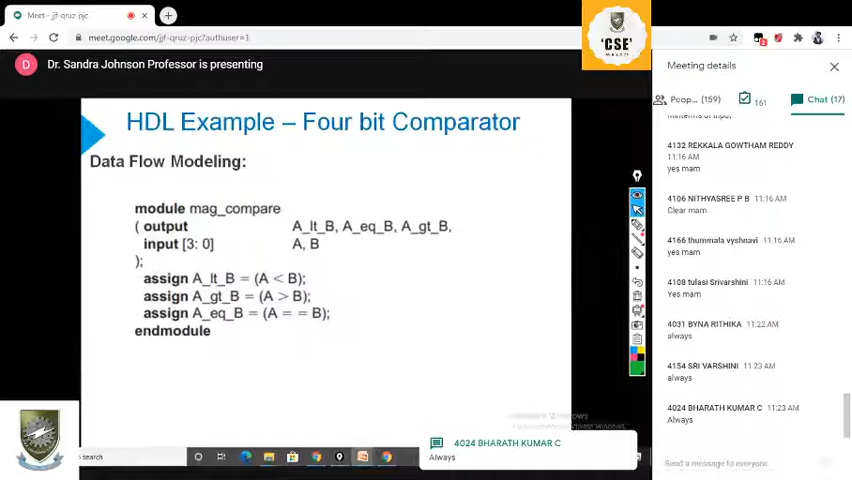 Meet - jjf-qruz-pjc
meet.google.com/jjf-qruz-pjc?authuser=1
'CSE'
D Dr. Sandra Johnson Professor is presenting
Meeting details
Peop... (159) 161 Chat (17)
HDL Example – Four bit Comparator
Data Flow Modeling:
module mag_compare
( output A_lt_B, A_eq_B, A_gt_B,
input [3: 0] A, B
);
assign A_lt_B = (A < B);
assign A_gt_B = (A > B);
assign A_eq_B = (A = = B);
endmodule
4132 REKKALA GOWTHAM REDDY
11:16 AM
yes mam
4106 NITHYASREE P B 11:16 AM
Clear mam
4166 thummala vyshnavi 11:16 AM
yes mam
4108 tulasi Srivarshini 11:16 AM
Yes mam
4031 BYNA RITHIKA 11:22 AM
always
4154 SRI VARSHINI 11:23 AM
always
4024 BHARATH KUMAR C 11:23 AM
Always
Send a message to everyone
4024 BHARATH KUMAR C
Always
search